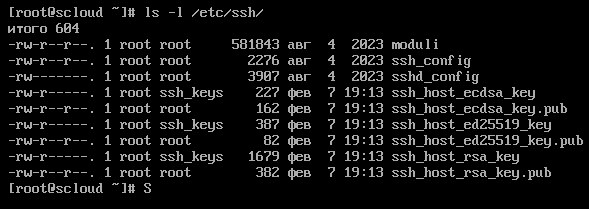 [root@scloud ~]# ls -l /etc/ssh/
итого 604
-rw-r--r--. 1 root root     581843 авг  4  2023 moduli
-rw-r--r--. 1 root root       2276 авг  4  2023 ssh_config
-rw-------. 1 root root       3907 авг  4  2023 sshd_config
-rw-r-----. 1 root ssh_keys    227 фев  7 19:13 ssh_host_ecdsa_key
-rw-r--r--. 1 root root        162 фев  7 19:13 ssh_host_ecdsa_key.pub
-rw-r-----. 1 root ssh_keys    387 фев  7 19:13 ssh_host_ed25519_key
-rw-r--r--. 1 root root         82 фев  7 19:13 ssh_host_ed25519_key.pub
-rw-r-----. 1 root ssh_keys   1679 фев  7 19:13 ssh_host_rsa_key
-rw-r--r--. 1 root root        382 фев  7 19:13 ssh_host_rsa_key.pub
[root@scloud ~]# S